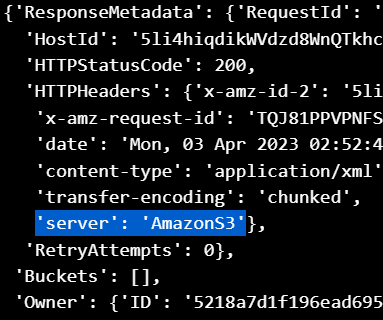 {'ResponseMetadata': {'RequestId': '
'HostId': '5li4hiqdikWVdzd8WnQTkhc
'HTTPStatusCode': 200,
'HTTPHeaders': {'x-amz-id-2': '5li
'x-amz-request-id': 'TQJ81PPVPNFS
'date': 'Mon, 03 Apr 2023 02:52:4
'content-type': 'application/xml'
'transfer-encoding': 'chunked',
'server': 'AmazonS3'},
'RetryAttempts': 0},
'Buckets': [],
'Owner': {'ID': '5218a7d1f196ead695